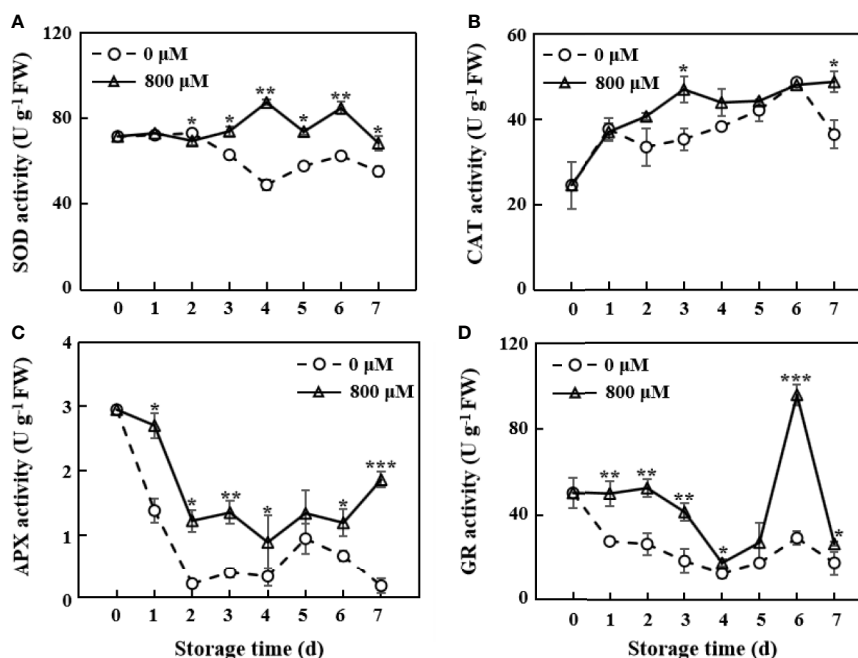 A
SOD activity (U g-1 FW)
120
80
40
0
0 μM
800 μM
* * ** * ** *
0 1 2 3 4 5 6 7
B
CAT activity (U g-1 FW)
60
40
20
0
0 μM
800 μM
* *
0 1 2 3 4 5 6 7
C
APX activity (U g-1 FW)
4
3
2
1
0
0 μM
800 μM
* * ** * * ***
0 1 2 3 4 5 6 7
Storage time (d)
D
GR activity (U g-1 FW)
120
80
40
0
0 μM
800 μM
** ** ** * *** *
0 1 2 3 4 5 6 7
Storage time (d)